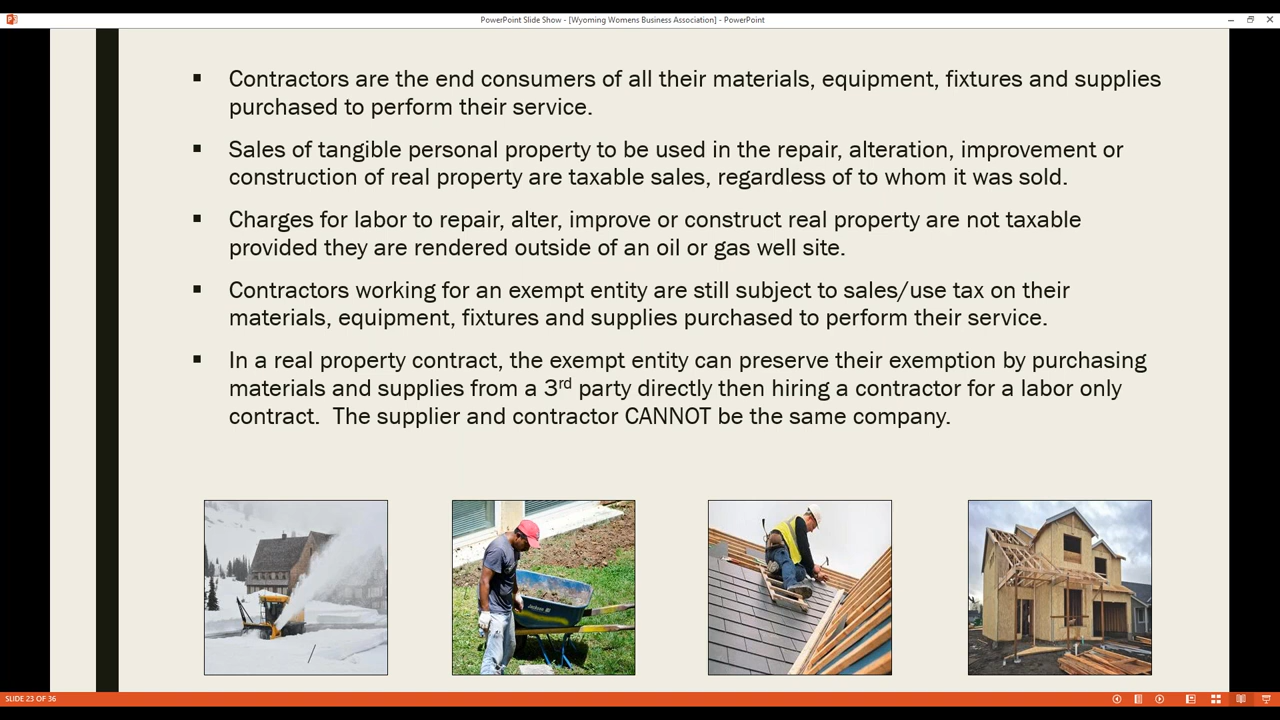 PowerPoint Slide Show - [Wyoming Womens Business Association] - PowerPoint
▪ Contractors are the end consumers of all their materials, equipment, fixtures and supplies
purchased to perform their service.
▪ Sales of tangible personal property to be used in the repair, alteration, improvement or
construction of real property are taxable sales, regardless of to whom it was sold.
▪ Charges for labor to repair, alter, improve or construct real property are not taxable
provided they are rendered outside of an oil or gas well site.
▪ Contractors working for an exempt entity are still subject to sales/use tax on their
materials, equipment, fixtures and supplies purchased to perform their service.
▪ In a real property contract, the exempt entity can preserve their exemption by purchasing
materials and supplies from a 3rd party directly then hiring a contractor for a labor only
contract.  The supplier and contractor CANNOT be the same company.
Jackson
SLIDE 23 OF 36